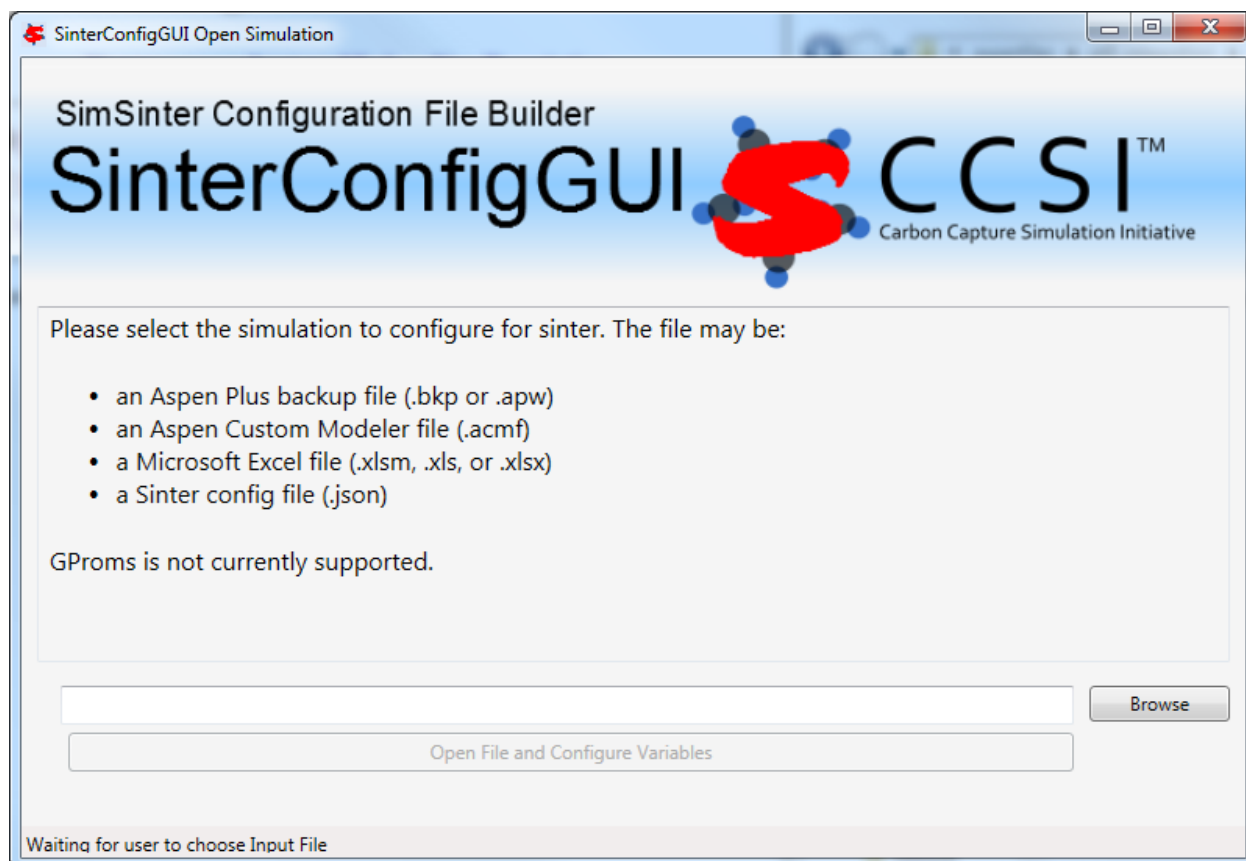 SinterConfigGUI Open Simulation
SimSinter Configuration File Builder
SinterConfigGUI
S
CCSI™
Carbon Capture Simulation Initiative
Please select the simulation to configure for sinter. The file may be:
• an Aspen Plus backup file (.bkp or .apw)
• an Aspen Custom Modeler file (.acmf)
• a Microsoft Excel file (.xlsm, .xls, or .xlsx)
• a Sinter config file (.json)
GProms is not currently supported.
Browse
Open File and Configure Variables
Waiting for user to choose Input File